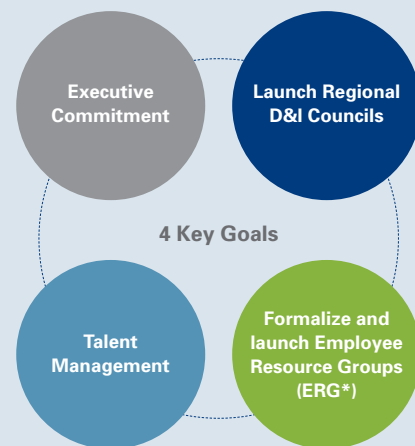 Executive
Commitment
Launch Regional
D&I Councils
4 Key Goals
Talent
Management
Formalize and
launch Employee
Resource Groups
(ERG*)